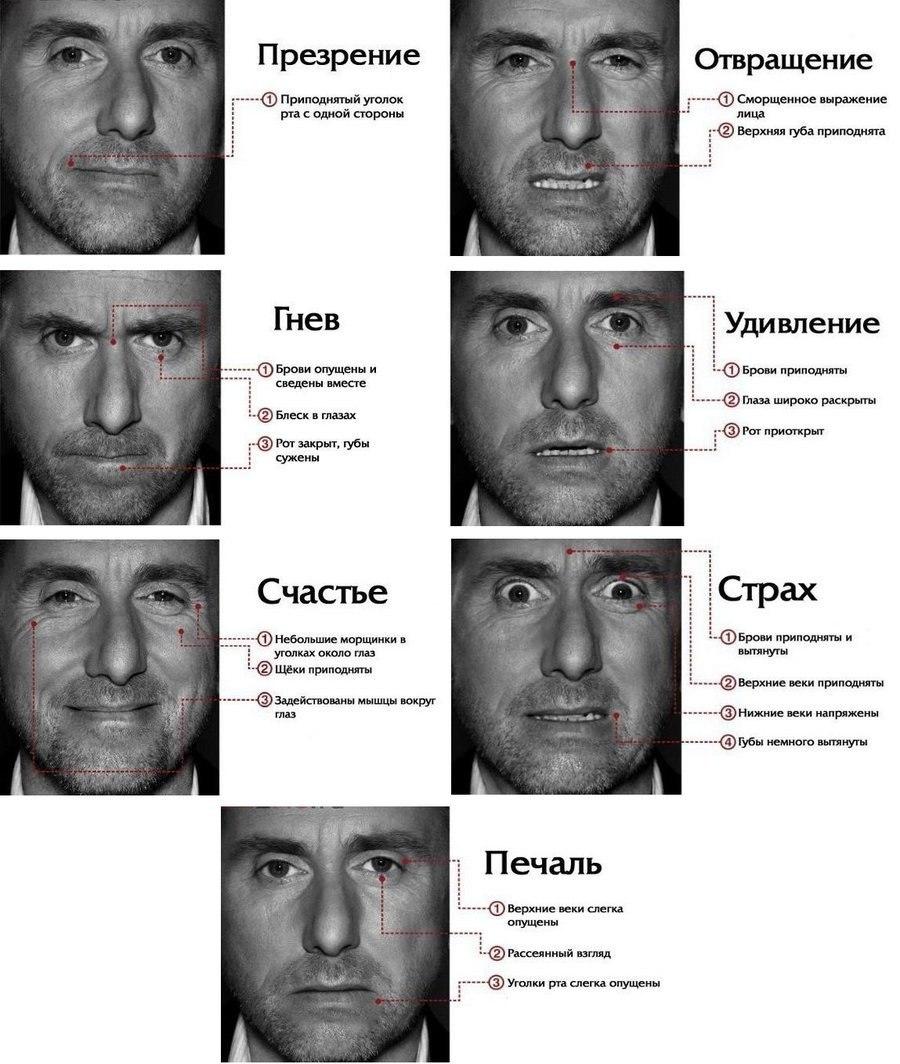 Презрение
1 Приподнятый уголок
рта с одной стороны
Отвращение
1 Сморщенное выражение
лица
2 Верхняя губа приподнята
Гнев
1 Брови опущены и
сведены вместе
2 Блеск в глазах
3 Рот закрыт, губы
сужены
Удивление
1 Брови приподняты
2 Глаза широко раскрыты
3 Рот приоткрыт
Счастье
1 Небольшие морщинки в
уголках около глаз
2 Щёки приподняты
3 Задействованы мышцы вокруг
глаз
Страх
1 Брови приподняты и
вытянуты
2 Верхние веки приподняты
3 Нижние веки напряжены
4 Губы немного вытянуты
Печаль
1 Верхние веки слегка
опущены
2 Рассеянный взгляд
3 Уголки рта слегка опущены